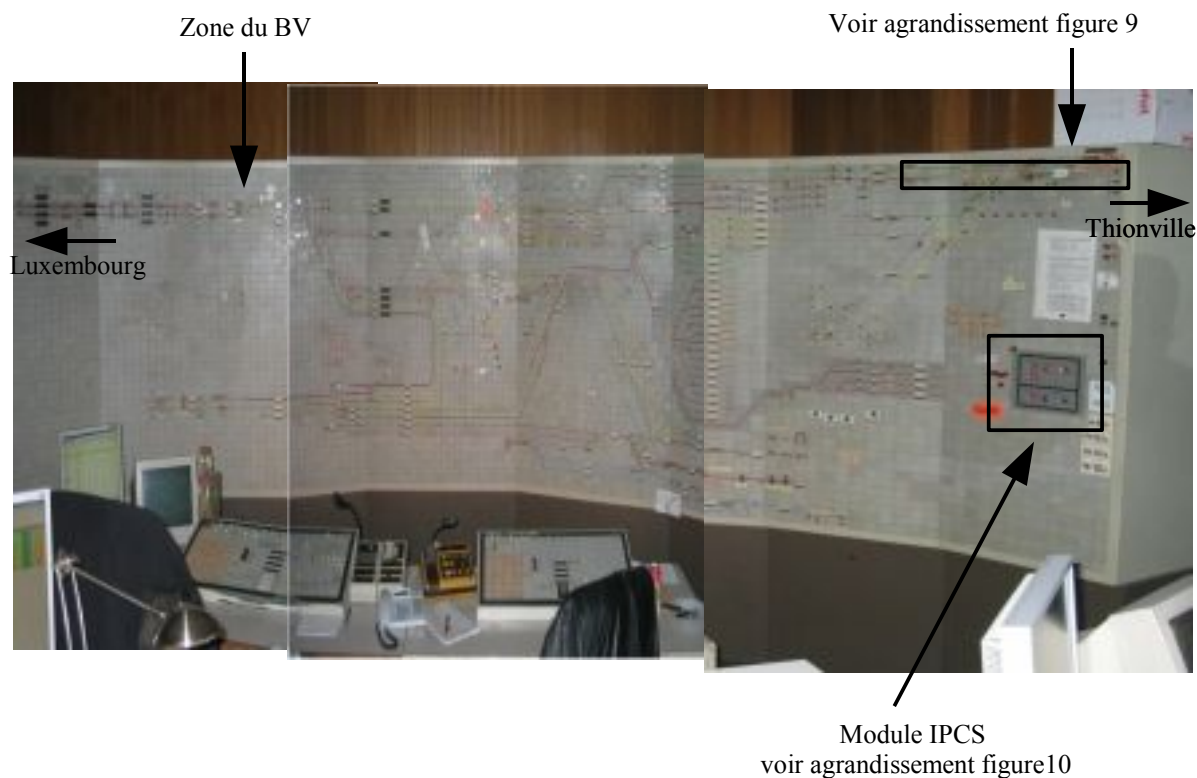 Zone du BV
Voir agrandissement figure 9
Luxembourg
Thionville
Module IPCS
voir agrandissement figure10